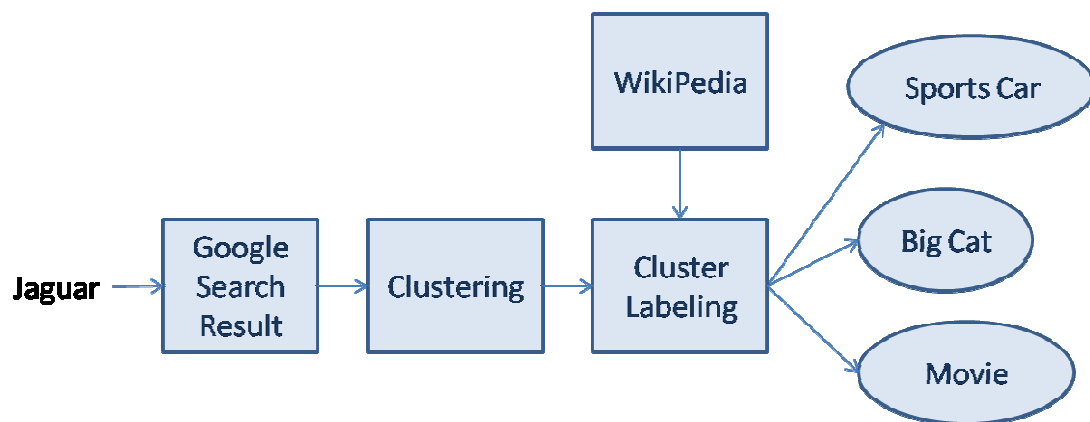 WikiPedia
Sports Car
Jaguar
Google
Search
Result
Clustering
Cluster
Labeling
Big Cat
Movie